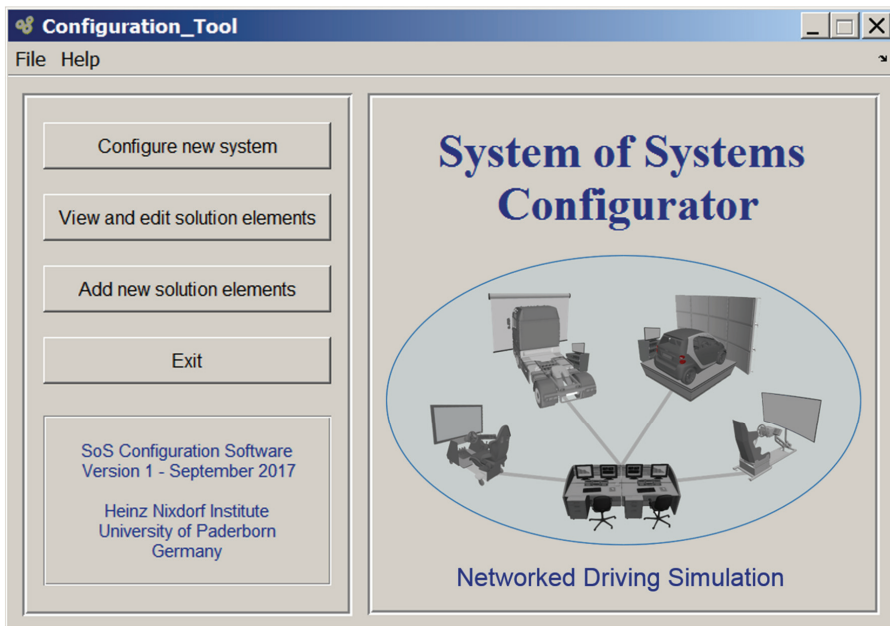 Configuration_Tool
File Help
Configure new system
View and edit solution elements
Add new solution elements
Exit
SoS Configuration Software
Version 1 - September 2017
Heinz Nixdorf Institute
University of Paderborn
Germany
System of Systems
Configurator
Networked Driving Simulation